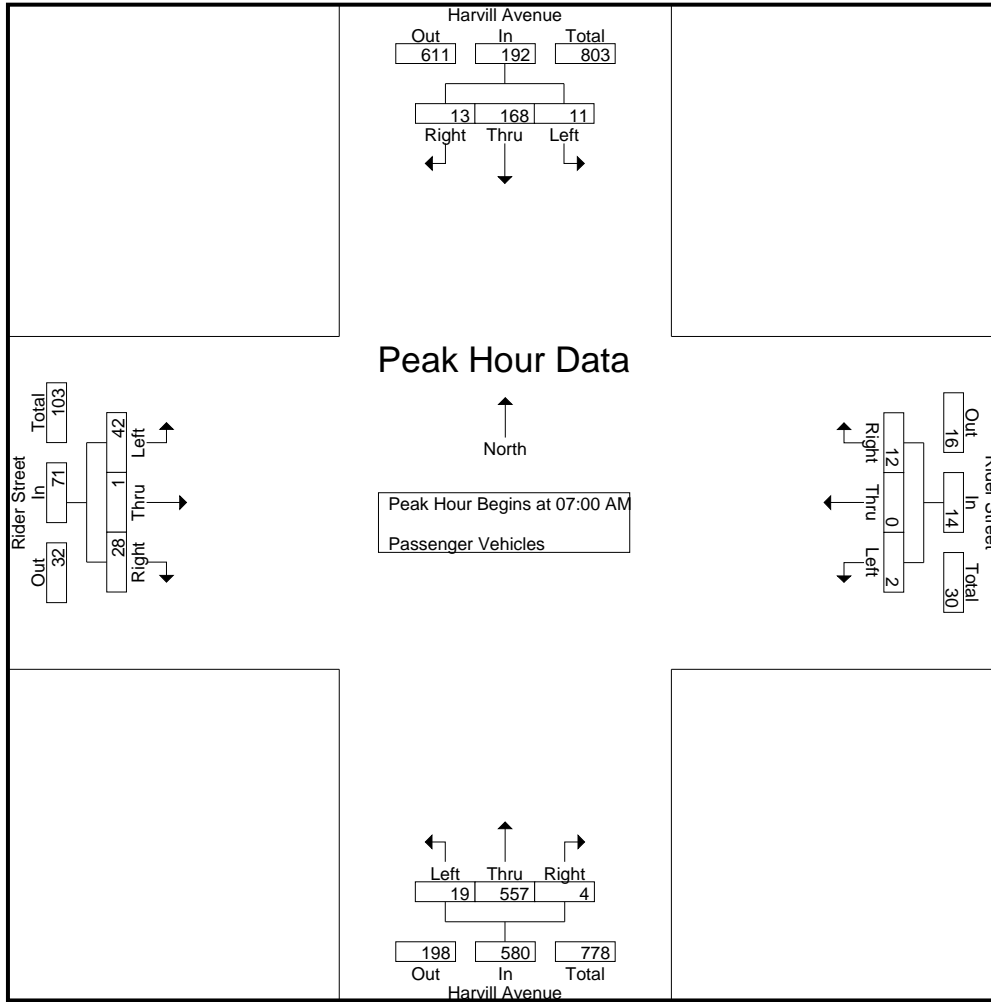 Harvill Avenue
Out In Total
611 192 803
13 168 11
Right Thru Left
Peak Hour Data
North
Peak Hour Begins at 07:00 AM
Passenger Vehicles
Rider Street
Total In Out
103 71 32
42 1 28
Left Thru Right
Right Thru Left
12 0 2
Out In Total
16 14 30
Rider Street
Left Thru Right
19 557 4
198 580 778
Out In Total
Harvill Avenue